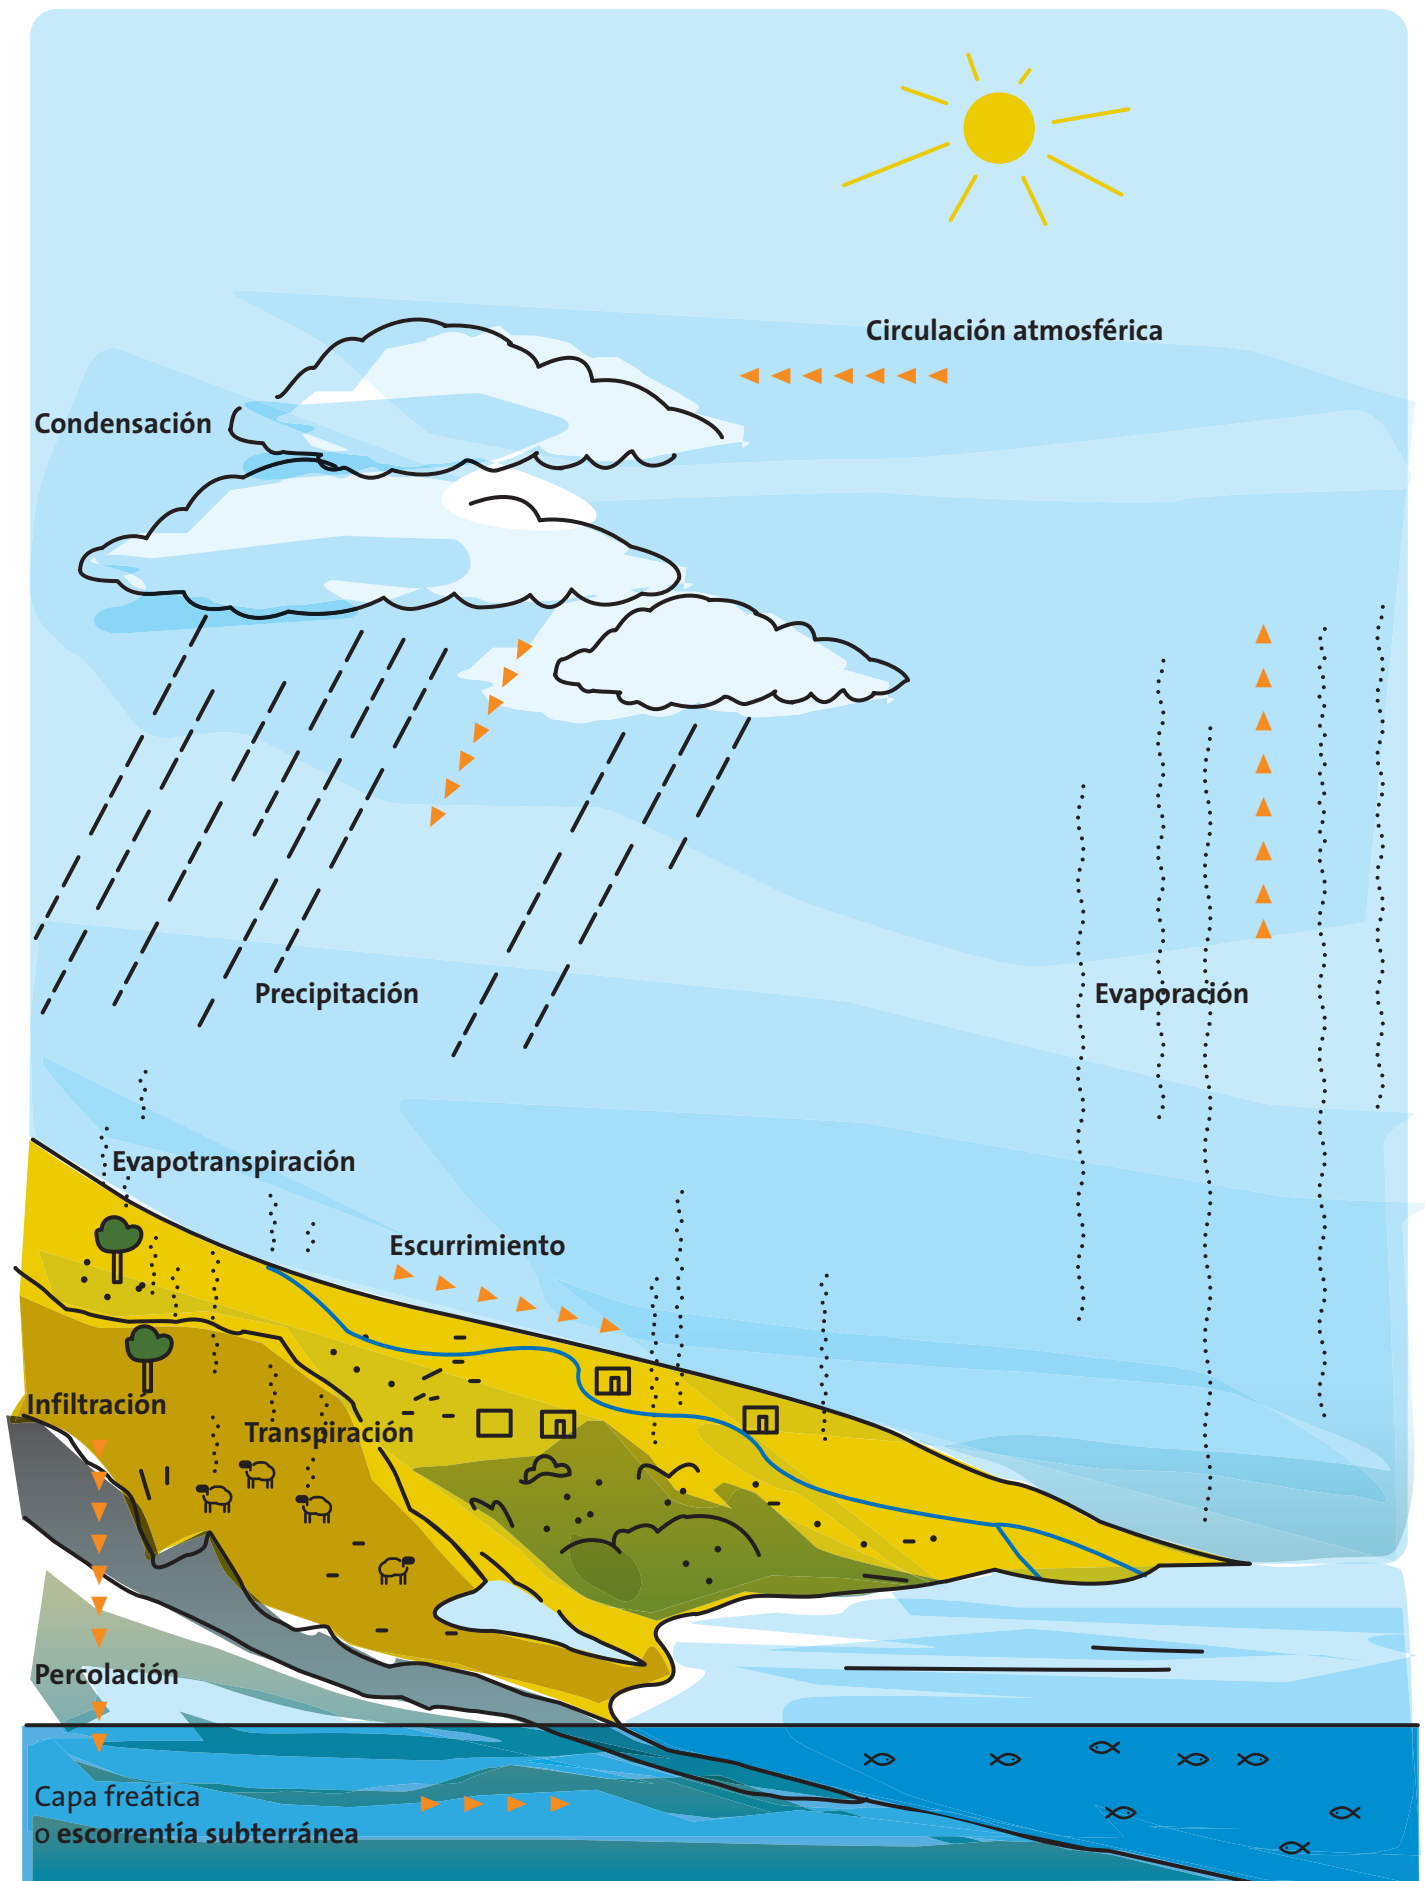 Circulación atmosférica
Condensación
Precipitación
Evaporación
Evapotranspiración
Escurrimiento
Infiltración
Transpiración
Percolación
Capa freática
o escorrentía subterránea